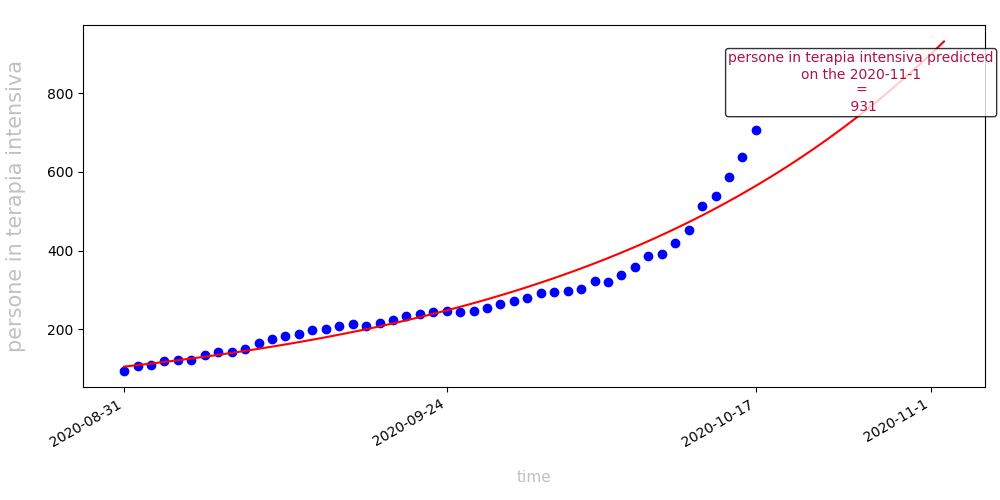 persone in terapia intensiva
800
600
400
200
persone in terapia intensiva predicted
on the 2020-11-1
=
931
2020-08-31
2020-09-24
2020-10-17
2020-11-1
time